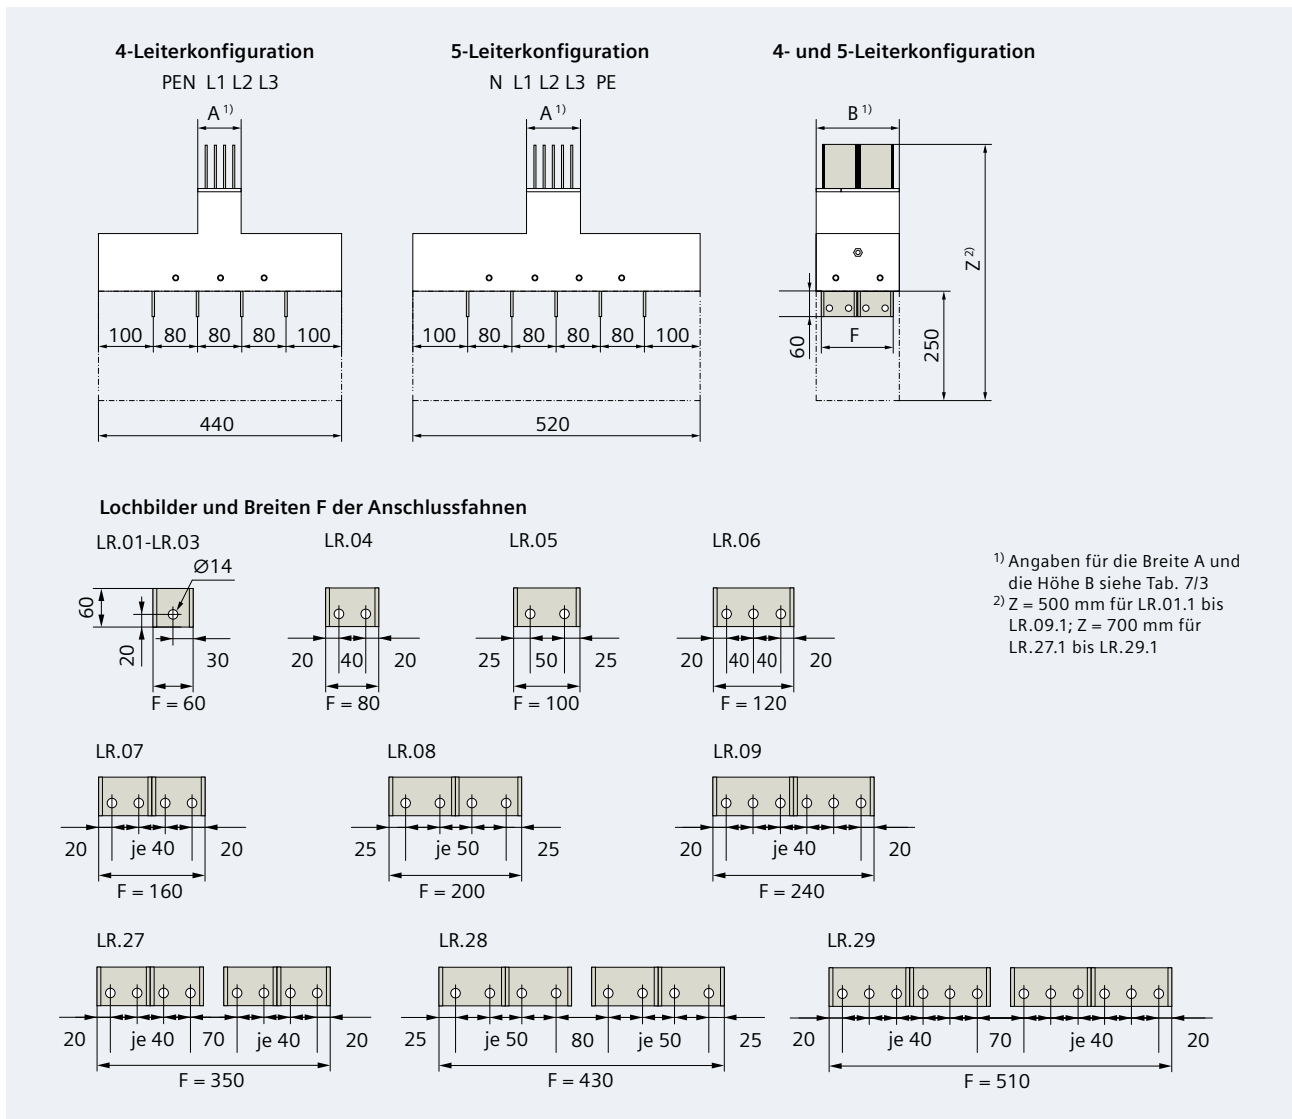 4-Leiterkonfiguration
PEN L1 L2 L3
A 1)
100 80 80 80 100
440
5-Leiterkonfiguration
N L1 L2 L3 PE
A 1)
100 80 80 80 80 100
520
4- und 5-Leiterkonfiguration
B 1)
Z 2)
60
F
250
Lochbilder und Breiten F der Anschlussfahnen
LR.01-LR.03
Ø14
60
20
30
F = 60
LR.04
20 40 20
F = 80
LR.05
25 50 25
F = 100
LR.06
20 40 40 20
F = 120
1) Angaben für die Breite A und
die Höhe B siehe Tab. 7/3
2) Z = 500 mm für LR.01.1 bis
LR.09.1; Z = 700 mm für
LR.27.1 bis LR.29.1
LR.07
20 je 40 20
F = 160
LR.08
25 je 50 25
F = 200
LR.09
20 je 40 20
F = 240
LR.27
20 je 40 70 je 40 20
F = 350
LR.28
25 je 50 80 je 50 25
F = 430
LR.29
20 je 40 70 je 40 20
F = 510